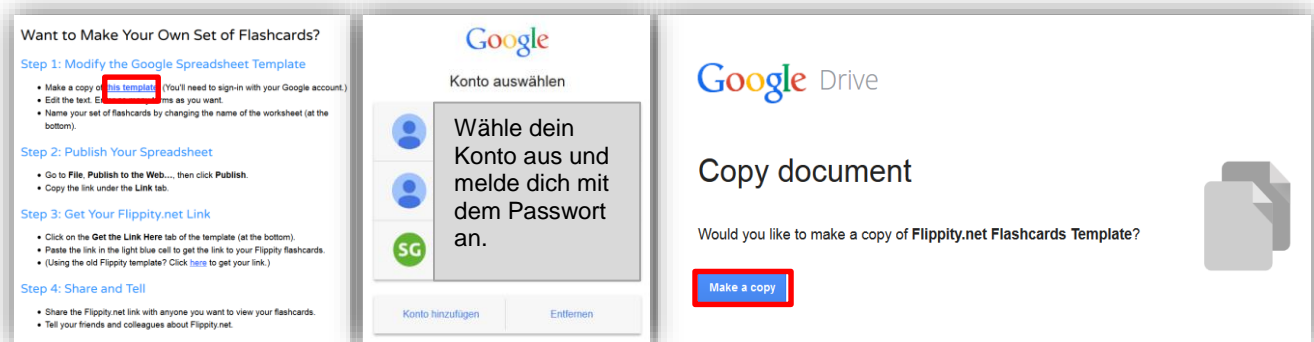 Want to Make Your Own Set of Flashcards?
Step 1: Modify the Google Spreadsheet Template
• Make a copy of this template. (You'll need to sign-in with your Google account.)
• Edit the text. as you want.
• Name your set of flashcards by changing the name of the worksheet (at the
bottom).
Step 2: Publish Your Spreadsheet
• Go to File, Publish to the Web..., then click Publish.
• Copy the link under the Link tab.
Step 3: Get Your Flippity.net Link
• Click on the Get the Link Here tab of the template (at the bottom).
• Paste the link in the light blue cell to get the link to your Flippity flashcards.
• (Using the old Flippity template? Click here to get your link.)
Step 4: Share and Tell
• Share the Flippity.net link with anyone you want to view your flashcards.
• Tell your friends and colleagues about Flippity.net.
Google
Konto auswählen
Wähle dein
Konto aus und
melde dich mit
dem Passwort
an.
SG
Konto hinzufügen Entfernen
Google Drive
Copy document
Would you like to make a copy of Flippity.net Flashcards Template?
Make a copy